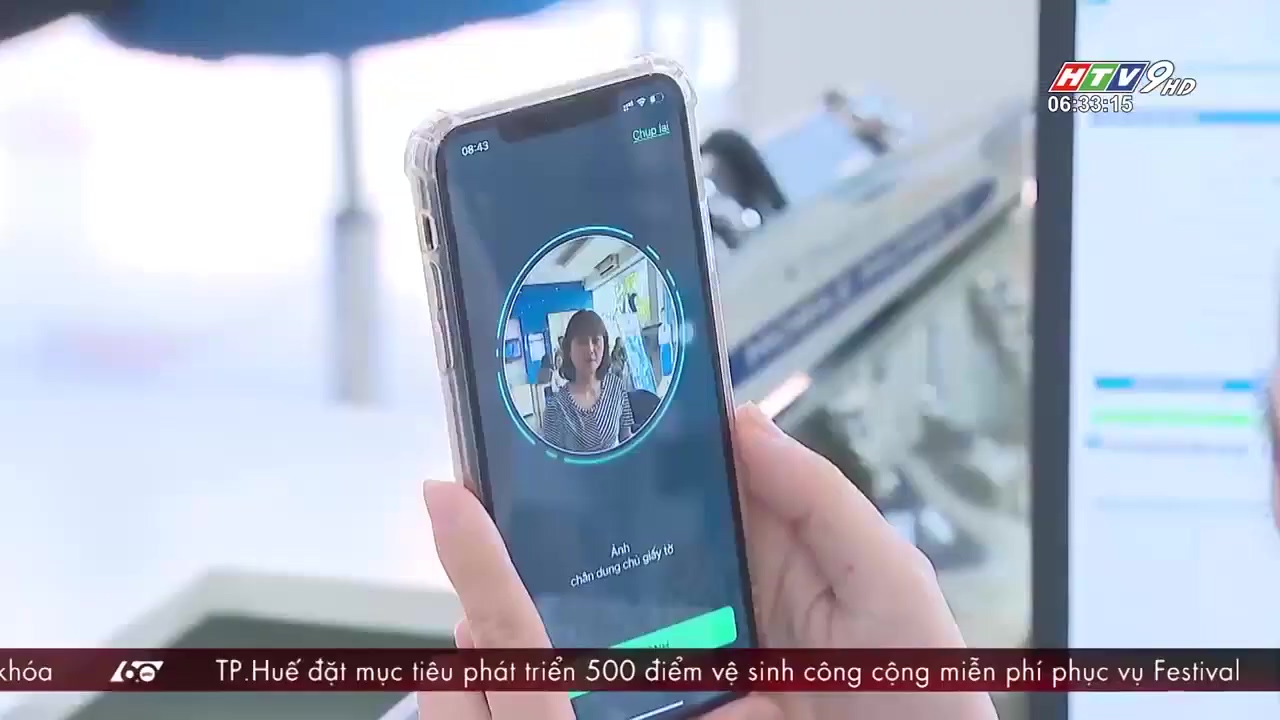 HTV9HD
06:33:15
08:43
Chụp lại
Ảnh
chân dung chủ giấy tờ
khóa 60 TP.Huế đặt mục tiêu phát triển 500 điểm vệ sinh công cộng miễn phí phục vụ Festival